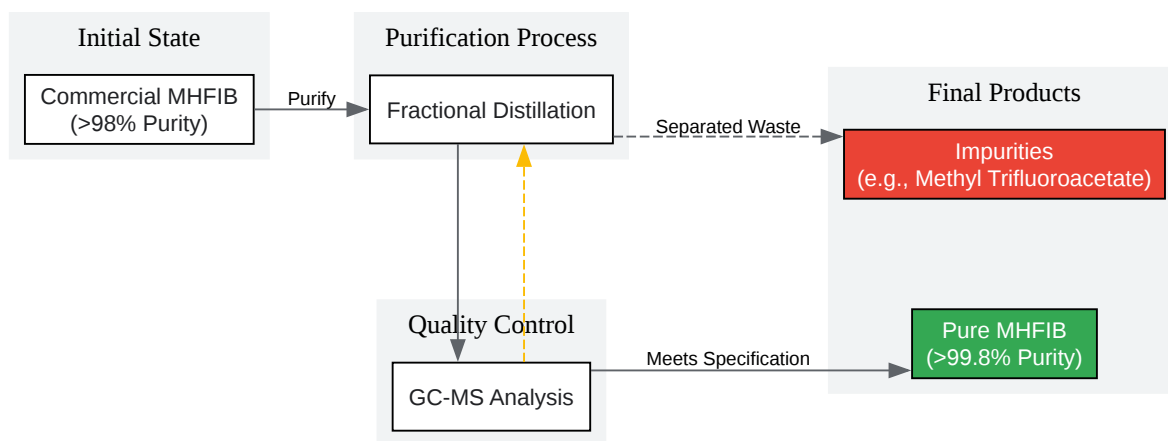 Initial State
Commercial MHFIB
(>98% Purity)
Purify
Purification Process
Fractional Distillation
Separated Waste
Final Products
Impurities
(e.g., Methyl Trifluoroacetate)
Quality Control
GC-MS Analysis
Meets Specification
Pure MHFIB
(>99.8% Purity)